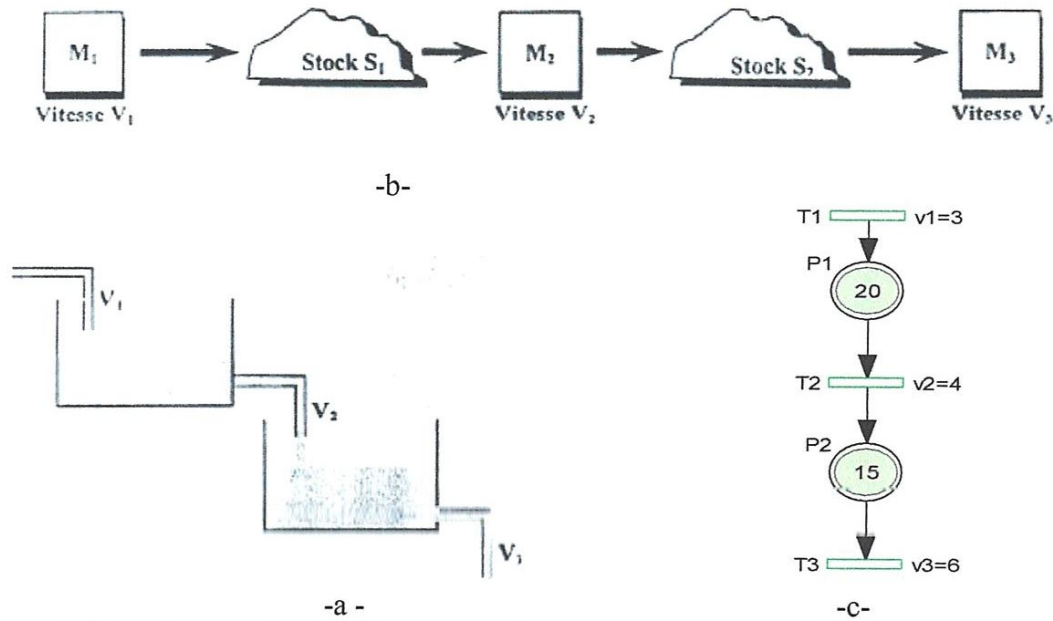 M₁ Stock S₁ M₂ Stock S₂ M₃
Vitesse V₁ Vitesse V₂ Vitesse V₃
-b-
T1 v1=3
P1
20
T2 v2=4
P2
15
T3 v3=6
-c-
V₁
V₂
V₃
-a -